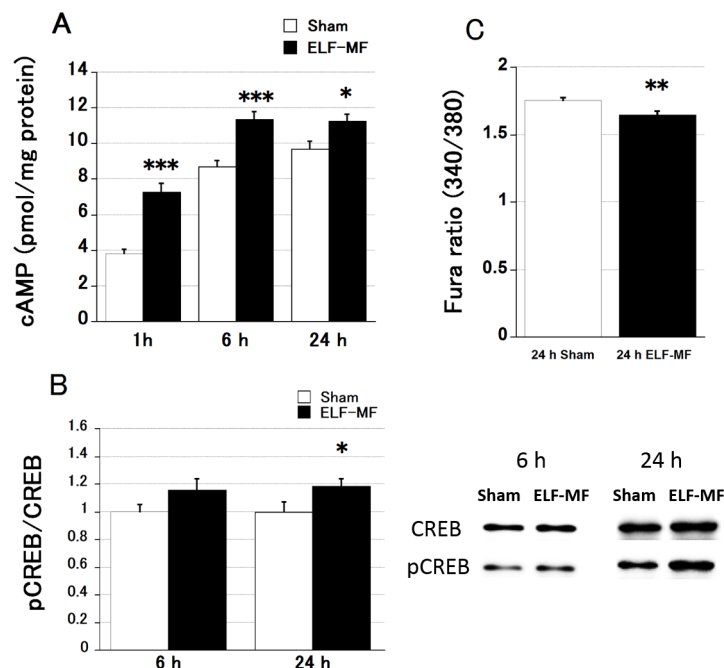 A
Sham
ELF-MF
cAMP (pmol/mg protein)
14
12
10
8
6
4
2
0
***
***
*
1h
6 h
24 h
C
Fura ratio (340/380)
2
1.5
1
0.5
0
**
24 h Sham
24 h ELF-MF
B
Sham
ELF-MF
pCREB/CREB
1.6
1.4
1.2
1
0.8
0.6
0.4
0.2
0
*
6 h
24 h
6 h
24 h
Sham ELF-MF
Sham ELF-MF
CREB
pCREB